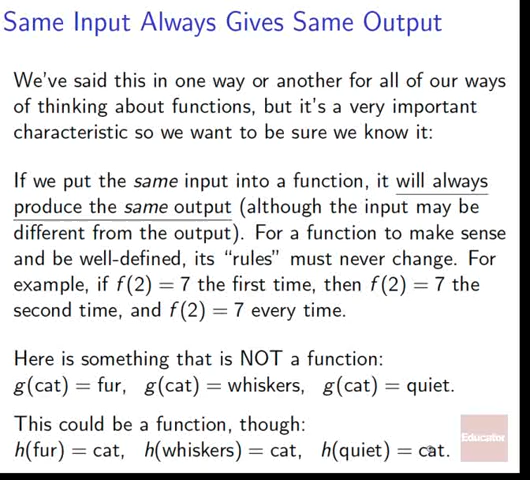 Same Input Always Gives Same Output
We've said this in one way or another for all of our ways
of thinking about functions, but it's a very important
characteristic so we want to be sure we know it:
If we put the same input into a function, it will always
produce the same output (although the input may be
different from the output). For a function to make sense
and be well-defined, its “rules” must never change. For
example, if f(2) = 7 the first time, then f(2) = 7 the
second time, and f(2) = 7 every time.
Here is something that is NOT a function:
g(cat) = fur, g(cat) = whiskers, g(cat) = quiet.
This could be a function, though:
h(fur) = cat, h(whiskers) = cat, h(quiet) = cat.
Educator